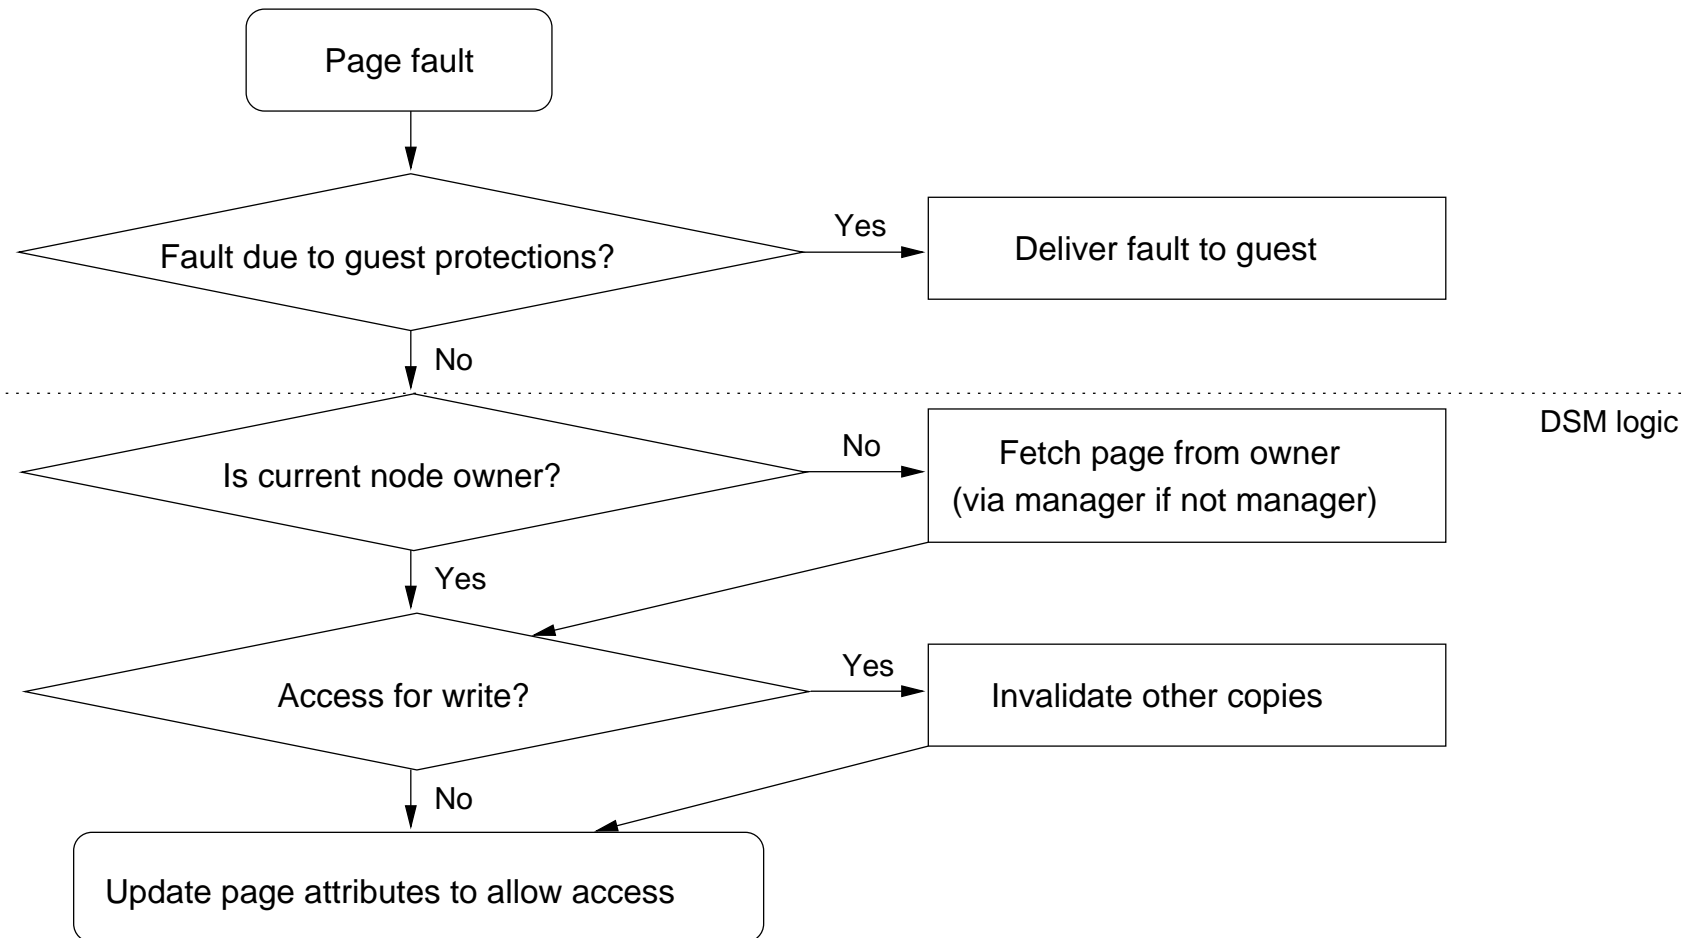 Page fault
Yes
Fault due to guest protections?
Deliver fault to guest
No
DSM logic
No
Is current node owner?
Fetch page from owner
(via manager if not manager)
Yes
Yes
Access for write?
Invalidate other copies
No
Update page attributes to allow access